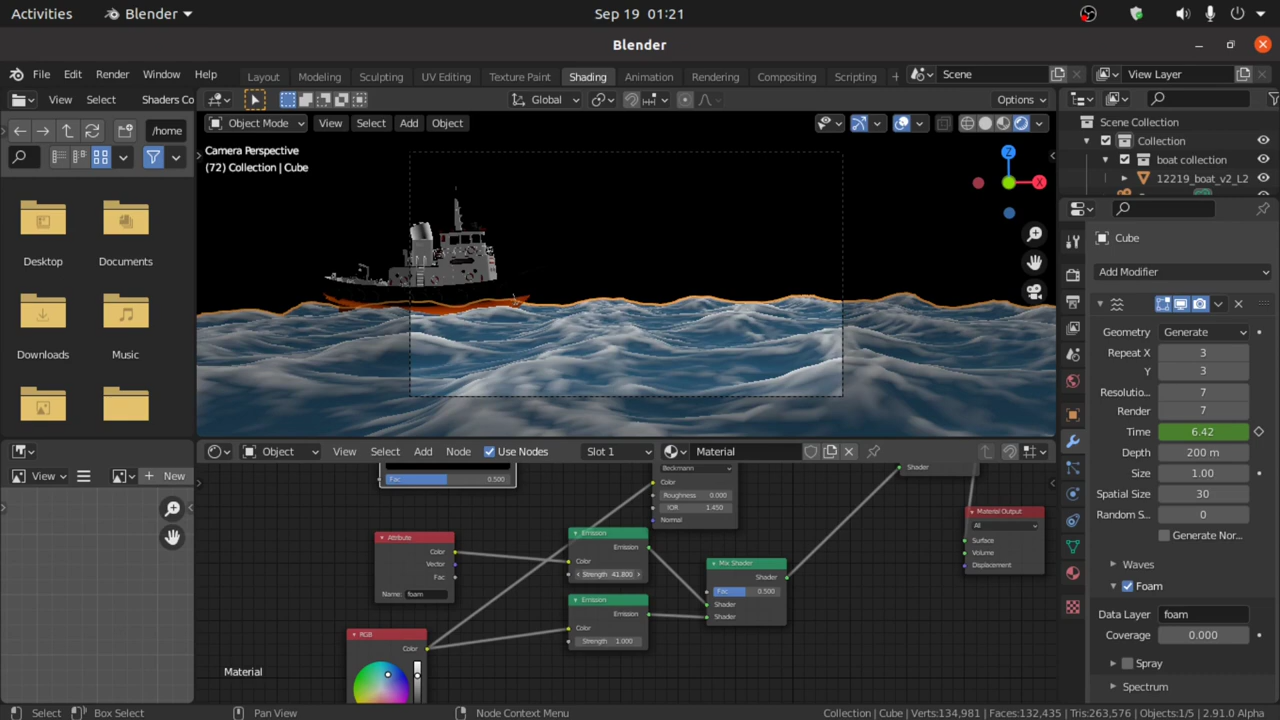 Activities Blender Sep 19 01:21
Blender
File Edit Render Window Help Layout Modeling Sculpting UV Editing Texture Paint Shading Animation Rendering Compositing Scripting + Scene View Layer
View Select Shaders Co Global Options
/home Object Mode View Select Add Object
Camera Perspective
(72) Collection | Cube
Z
X
Desktop Documents
Downloads Music
Scene Collection
Collection
boat collection
12219_boat_v2_L2
Cube
Add Modifier
Geometry Generate
Repeat X 3
Y 3
Resolutio... 7
Render 7
Time 6.42
Depth 200 m
Size 1.00
Spatial Size 30
Random S... 0
Generate Nor...
Waves
Foam
Data Layer foam
Coverage 0.000
Spray
Spectrum
View + New
Object View Select Add Node Use Nodes Slot 1 Material
Fac 0.500
Beckmann
Color
Roughness 0.000
IOR 1.450
Normal
Shader
Attribute
Color
Vector
Fac
Name: foam
Emission
Emission
Color
Strength 41.800
Emission
Emission
Color
Strength 1.000
Mix Shader
Shader
Fac 0.500
Shader
Shader
Material Output
All
Surface
Volume
Displacement
RGB
Color
Material
Select Box Select Pan View Node Context Menu Collection | Cube | Verts:134,981 | Faces:132,435 | Tris:263,576 | Objects:1/5 | 2.91.0 Alpha